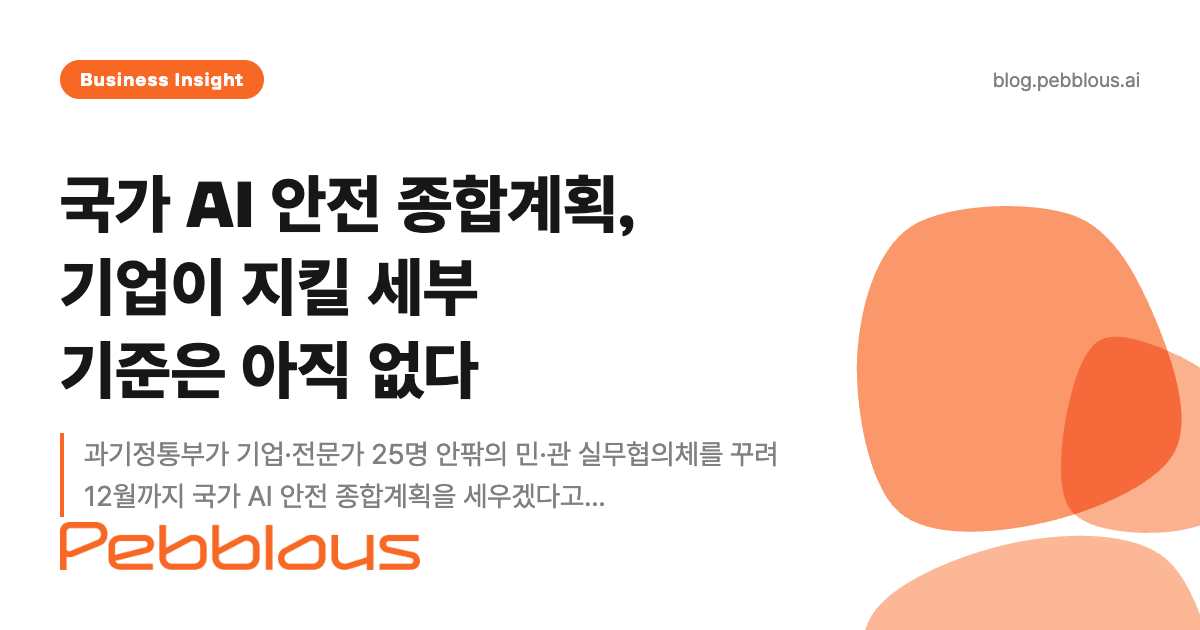 Business Insight
blog.pebblous.ai
국가 AI 안전 종합계획,
기업이 지킬 세부
기준은 아직 없다
과기정통부가 기업·전문가 25명 안팎의 민·관 실무협의체를 꾸려
12월까지 국가 AI 안전 종합계획을 세우겠다고...
Pebblous